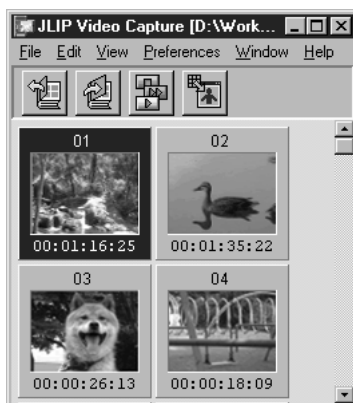 JLIP Video Capture [D:\Work...
File Edit View Preferences Window Help
01 02
00:01:16:25 00:01:35:22
03 04
00:00:26:13 00:00:18:09